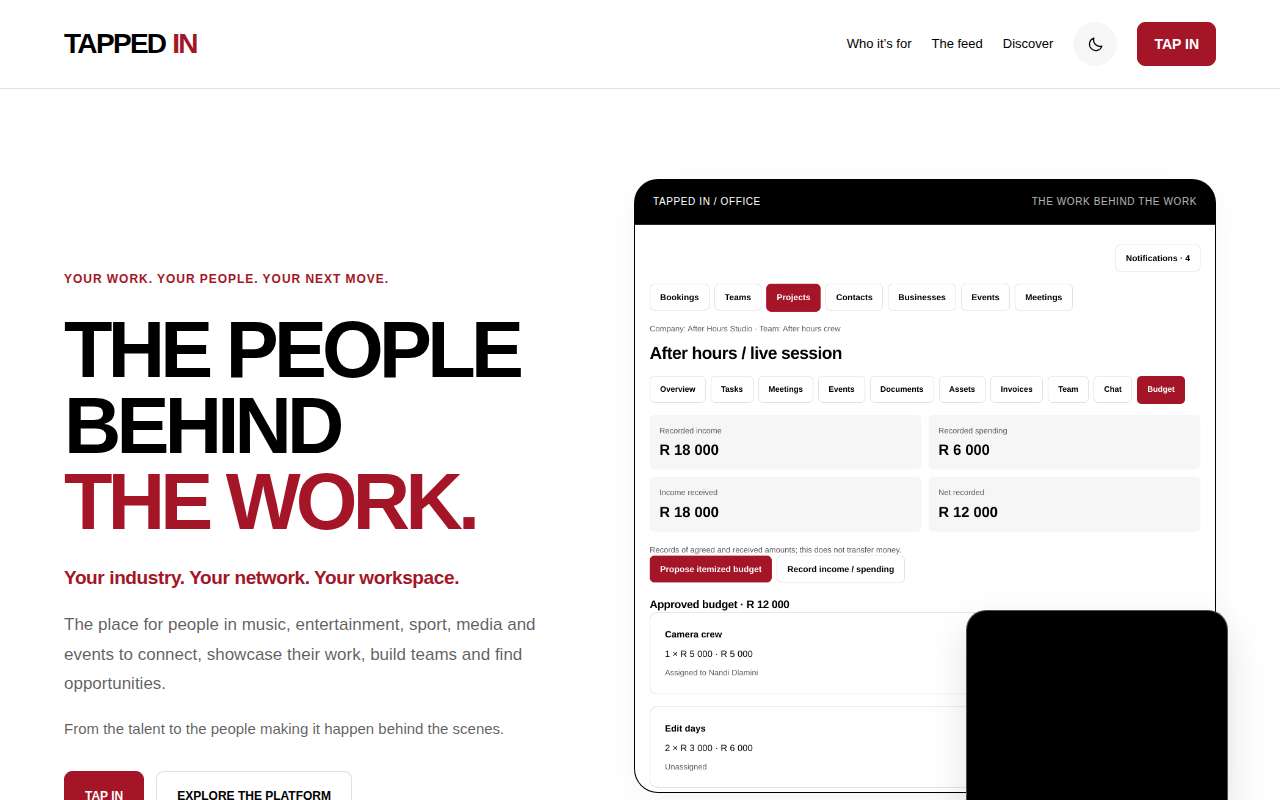 TAPPED IN
Who it's for
The feed
Discover
TAP IN
YOUR WORK. YOUR PEOPLE. YOUR NEXT MOVE.
THE PEOPLE
BEHIND
THE WORK.
Your industry. Your network. Your workspace.
The place for people in music, entertainment, sport, media and
events to connect, showcase their work, build teams and find
opportunities.
From the talent to the people making it happen behind the scenes.
TAP IN
EXPLORE THE PLATFORM
TAPPED IN / OFFICE
THE WORK BEHIND THE WORK
Notifications · 4
Bookings
Teams
Projects
Contacts
Businesses
Events
Meetings
Company: After Hours Studio · Team: After hours crew
After hours / live session
Overview
Tasks
Meetings
Events
Documents
Assets
Invoices
Team
Chat
Budget
Recorded income
R 18 000
Recorded spending
R 6 000
Income received
R 18 000
Net recorded
R 12 000
Records of agreed and received amounts; this does not transfer money.
Propose itemized budget
Record income / spending
Approved budget · R 12 000
Camera crew
1 × R 5 000 · R 5 000
Assigned to Nandi Dlamini
Edit days
2 × R 3 000 · R 6 000
Unassigned